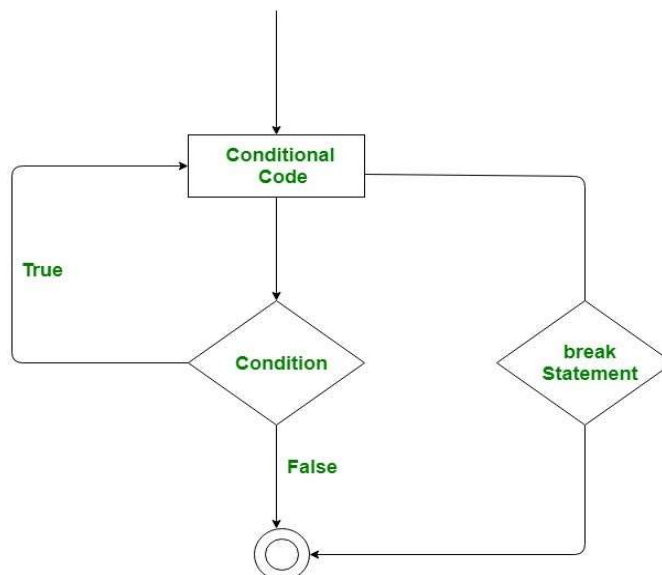 Conditional
Code
True
Condition
break
Statement
False